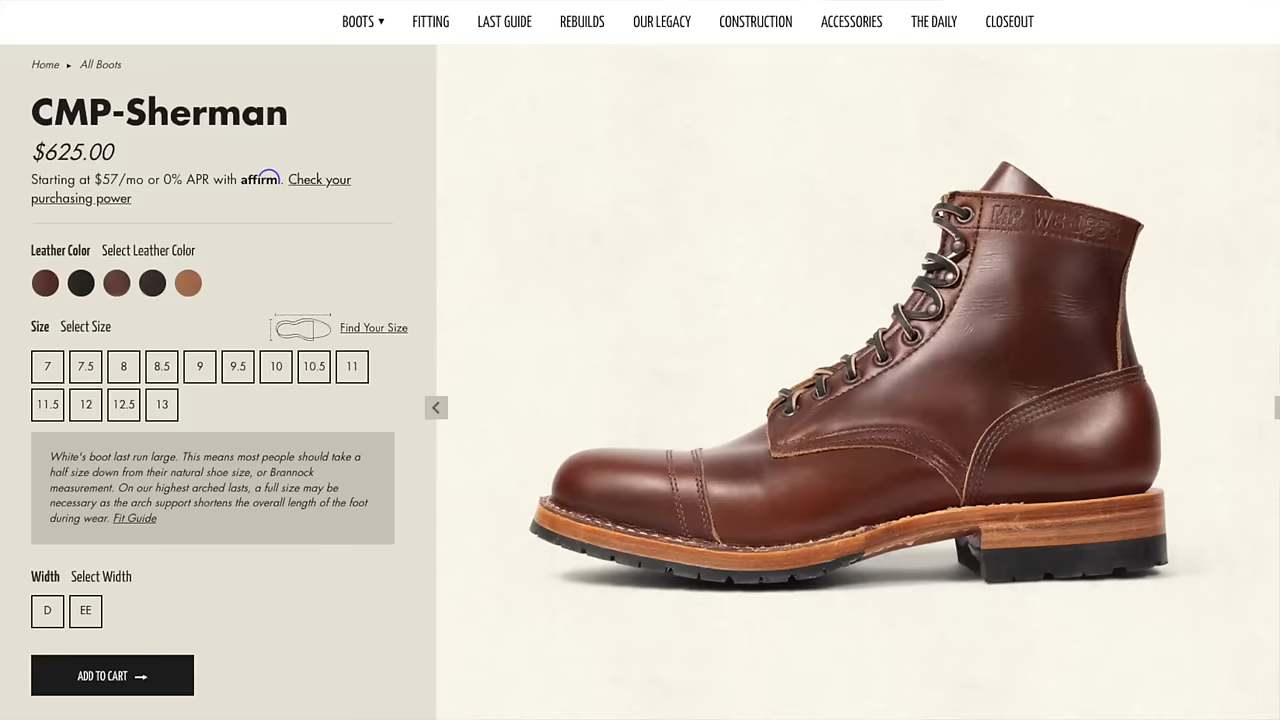 BOOTS ▼ FITTING LAST GUIDE REBUILDS OUR LEGACY CONSTRUCTION ACCESSORIES THE DAILY CLOSEOUT
Home ▸ All Boots
CMP-Sherman
$625.00
Starting at $57/mo or 0% APR with affirm. Check your
purchasing power
Leather Color Select Leather Color
Size Select Size Find Your Size
7 7.5 8 8.5 9 9.5 10 10.5 11
11.5 12 12.5 13
White's boot last run large. This means most people should take a
half size down from their natural shoe size, or Brannock
measurement. On our highest arched lasts, a full size may be
necessary as the arch support shortens the overall length of the foot
during wear. Fit Guide
Width Select Width
D EE
ADD TO CART →